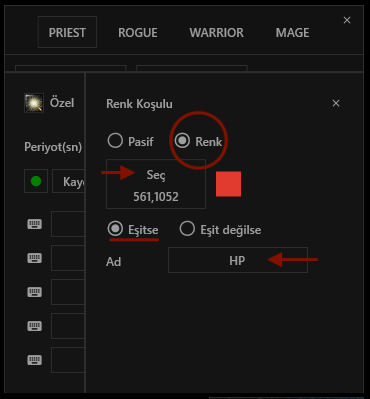 PRIEST ROGUE WARRIOR MAGE
Özel
Periyot(sn)
Renk Koşulu
Pasif Renk
Seç
561,1052
Eşitse Eşit değilse
Ad HP